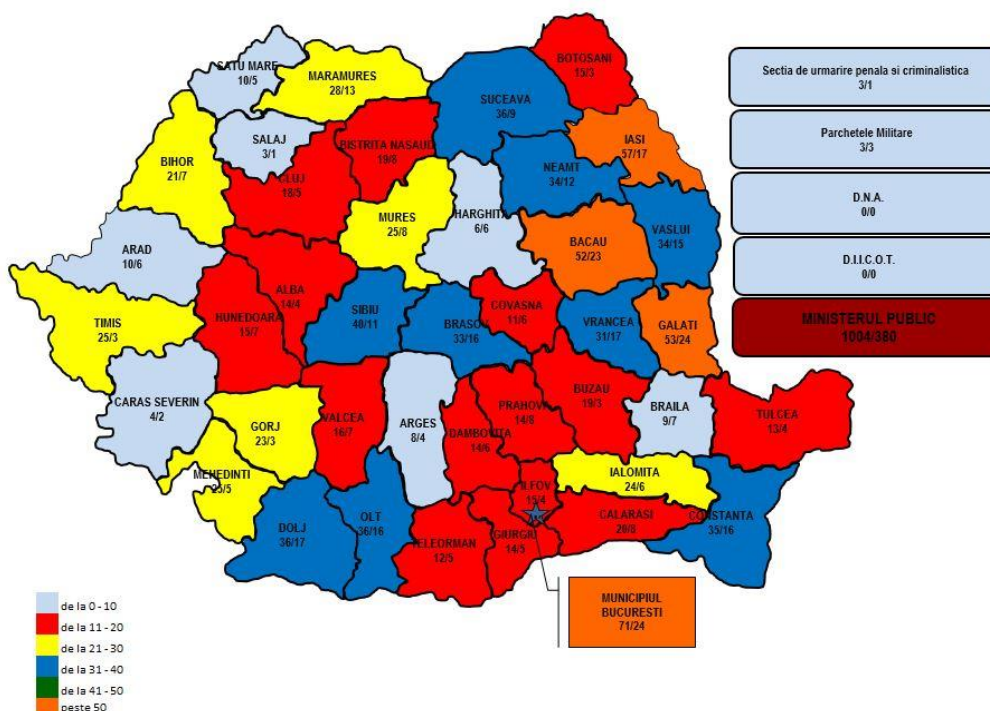 BOTOSANI
15/3
SATU MARE
10/5
MARAMURES
28/13
SUCEAVA
36/9
Sectia de urmarire penala si criminalistica
3/1
Parchetele Militare
3/3
D.N.A.
0/0
D.I.I.C.O.T.
0/0
MINISTERUL PUBLIC
1004/380
IASI
57/17
SALAJ
3/1
BISTRITA NASAUD
19/8
BIHOR
21/7
CLUJ
18/5
NEAMT
34/12
MURES
25/8
HARGHITA
6/6
BACAU
52/23
VASLUI
34/15
ARAD
10/6
ALBA
14/4
HUNEDOARA
15/7
SIBIU
40/11
BRASOV
33/16
COVASNA
11/6
VRANCEA
31/17
GALATI
53/24
TIMIS
25/3
CARAS SEVERIN
4/2
GORJ
23/3
VALCEA
16/7
ARGES
8/4
DAMBOVITA
14/6
PRAHOVA
14/8
BUZAU
19/3
BRAILA
9/7
TULCEA
13/4
MEHEDINTI
25/5
DOLJ
36/17
OLT
36/16
TELEORMAN
12/5
GIURGIU
14/5
ILFOV
15/4
IALOMITA
24/6
CALARASI
20/8
CONSTANTA
35/16
MUNICIPIUL
BUCURESTI
71/24
de la 0 - 10
de la 11 - 20
de la 21 - 30
de la 31 - 40
de la 41 - 50
peste 50